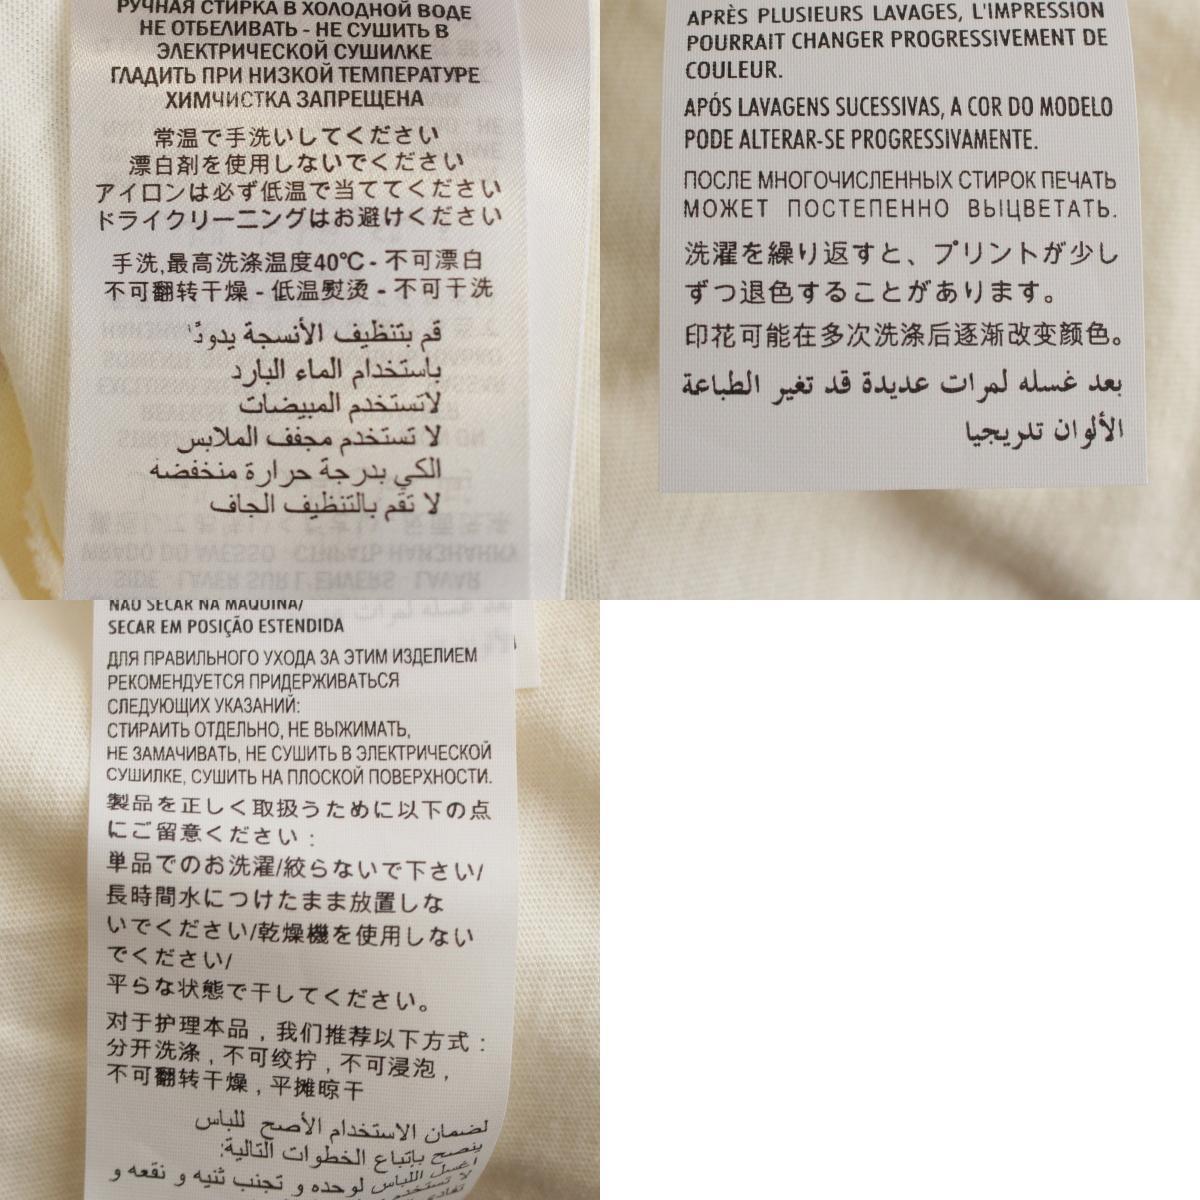 РУЧНАЯ СТИРКА В ХОЛОДНОЙ ВОДЕ
НЕ ОТБЕЛИВАТЬ - НЕ СУШИТЬ В
ЭЛЕКТРИЧЕСКОЙ СУШИЛКЕ
ГЛАДИТЬ ПРИ НИЗКОЙ ТЕМПЕРАТУРЕ
ХИМЧИСТКА ЗАПРЕЩЕНА
常温で手洗いしてください
漂白剤を使用しないでください
アイロンは必ず低温で当ててください
ドライクリーニングはお避けください
手洗,最高洗涤温度40℃ - 不可漂白
不可翻转干燥 - 低温熨烫 - 不可干洗
قم بتنظيف الأنسجة يدونًا
باستخدام الماء البارد
لاتستخدم المبيضات
لا تستخدم مجفف الملابس
الكي بدرجة حرارة منخفضه
لا تقم بالتنظيف الجاف
APRÈS PLUSIEURS LAVAGES, L'IMPRESSION
POURRAIT CHANGER PROGRESSIVEMENT DE
COULEUR.
APÓS LAVAGENS SUCESSIVAS, A COR DO MODELO
PODE ALTERAR-SE PROGRESSIVAMENTE.
ПОСЛЕ МНОГОЧИСЛЕННЫХ СТИРОК ПЕЧАТЬ
МОЖЕТ ПОСТЕПЕННО ВЫЦВЕТАТЬ.
洗濯を繰り返すと、プリントが少し
ずつ退色することがあります。
印花可能在多次洗涤后逐渐改变颜色。
بعد غسله لمرات عديدة قد تغير الطباعة
الألوان تدريجيا
NÃO SECAR NA MÁQUINA/
SECAR EM POSIÇÃO ESTENDIDA
ДЛЯ ПРАВИЛЬНОГО УХОДА ЗА ЭТИМ ИЗДЕЛИЕМ
РЕКОМЕНДУЕТСЯ ПРИДЕРЖИВАТЬСЯ
СЛЕДУЮЩИХ УКАЗАНИЙ:
СТИРАИТЬ ОТДЕЛЬНО, НЕ ВЫЖИМАТЬ,
НЕ ЗАМАЧИВАТЬ, НЕ СУШИТЬ В ЭЛЕКТРИЧЕСКОЙ
СУШИЛКЕ, СУШИТЬ НА ПЛОСКОЙ ПОВЕРХНОСТИ.
製品を正しく取扱うために以下の点
にご留意ください：
単品でのお洗濯/絞らないで下さい/
長時間水につけたまま放置しな
いでください/乾燥機を使用しない
でください/
平らな状態で干してください。
对于护理本品，我们推荐以下方式：
分开洗涤，不可绞拧，不可浸泡，
不可翻转干燥，平摊晾干
لضمان الاستخدام الأصح للباس
ينصح بإتباع الخطوات التالية:
اغسل اللباس لوحده و تجنب ثنيه و نقعه و